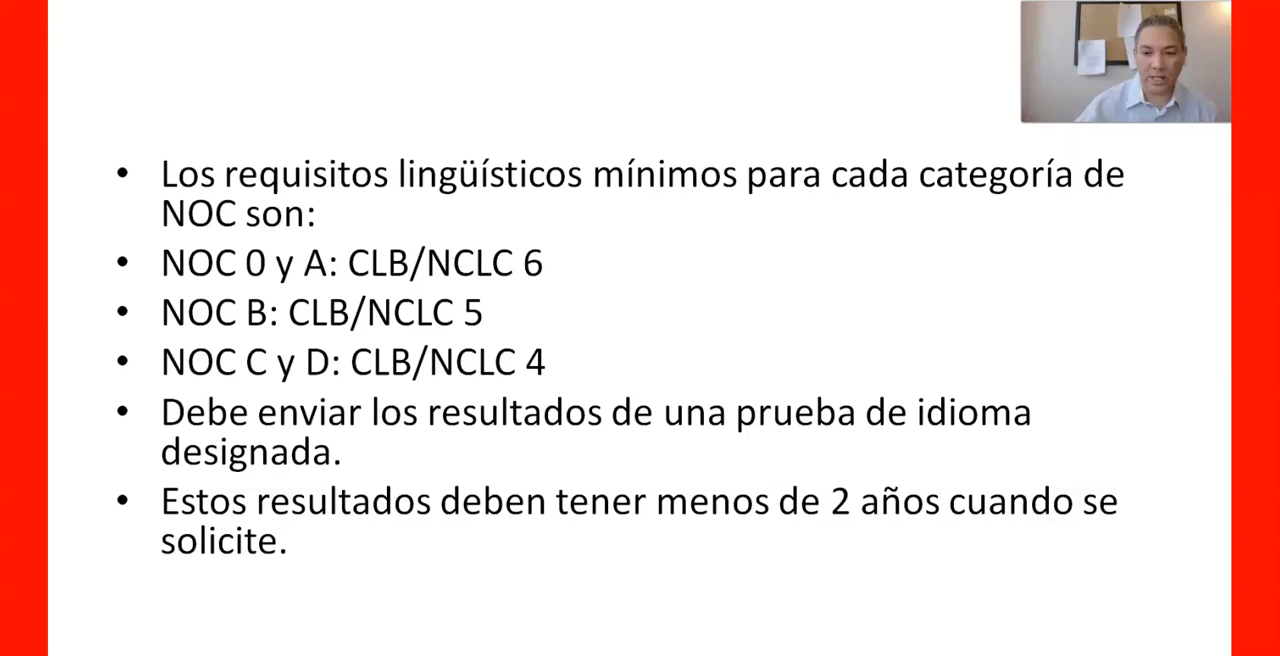 • Los requisitos lingüísticos mínimos para cada categoría de
NOC son:
• NOC 0 y A: CLB/NCLC 6
• NOC B: CLB/NCLC 5
• NOC C y D: CLB/NCLC 4
• Debe enviar los resultados de una prueba de idioma
designada.
• Estos resultados deben tener menos de 2 años cuando se
solicite.